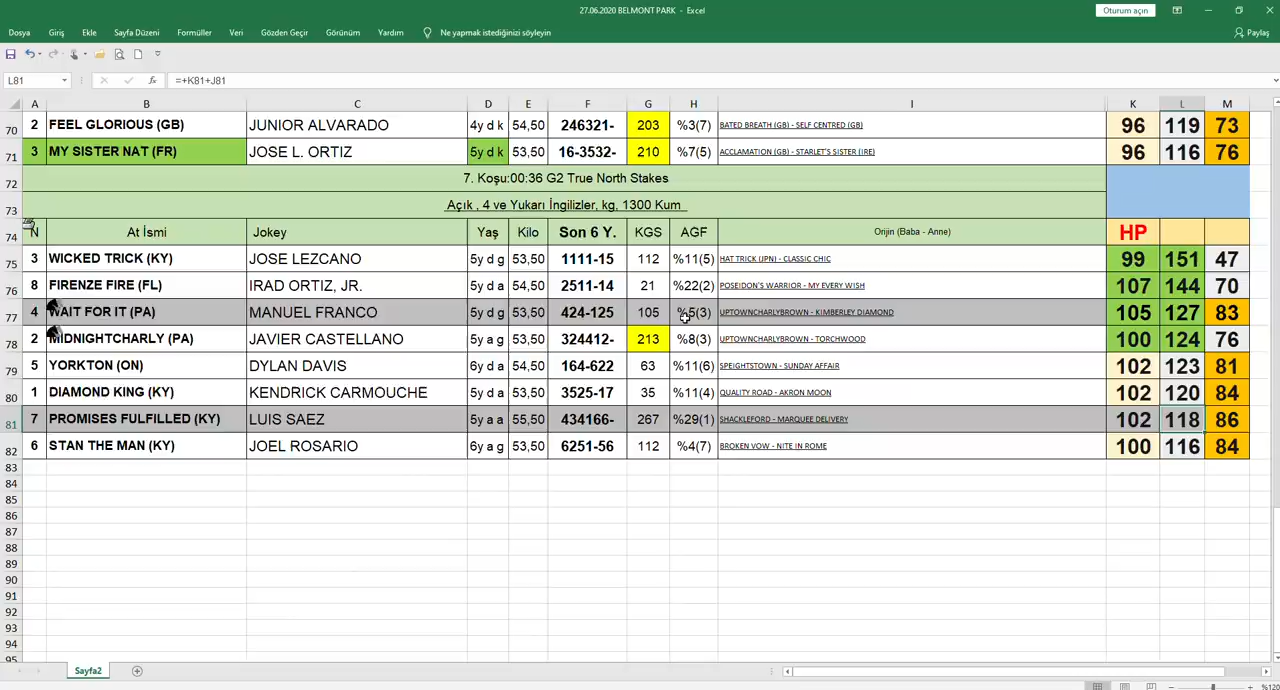 27.06.2020 BELMONT PARK - Excel
Oturum açın
Dosya Giriş Ekle Sayfa Düzeni Formüller Veri Gözden Geçir Görünüm Yardım Ne yapmak istediğinizi söyleyin Paylaş
L81 fx =+K81+J81
A B C D E F G H I K L M
70 2 FEEL GLORIOUS (GB) JUNIOR ALVARADO 4y d k 54,50 246321- 203 %3(7) BATED BREATH (GB) - SELF CENTRED (GB) 96 119 73
71 3 MY SISTER NAT (FR) JOSE L. ORTIZ 5y d k 53,50 16-3532- 210 %7(5) ACCLAMATION (GB) - STARLET'S SISTER (IRE) 96 116 76
72 7. Koşu:00:36 G2 True North Stakes
73 Açık , 4 ve Yukarı İngilizler, kg, 1300 Kum
74 N At İsmi Jokey Yaş Kilo Son 6 Y. KGS AGF Orijin (Baba - Anne) HP
75 3 WICKED TRICK (KY) JOSE LEZCANO 5y d g 53,50 1111-15 112 %11(5) HAT TRICK (JPN) - CLASSIC CHIC 99 151 47
76 8 FIRENZE FIRE (FL) IRAD ORTIZ, JR. 5y d a 54,50 2511-14 21 %22(2) POSEIDON'S WARRIOR - MY EVERY WISH 107 144 70
77 4 WAIT FOR IT (PA) MANUEL FRANCO 5y d g 53,50 424-125 105 %5(3) UPTOWNCHARLYBROWN - KIMBERLEY DIAMOND 105 127 83
78 2 MIDNIGHTCHARLY (PA) JAVIER CASTELLANO 5y a g 53,50 324412- 213 %8(3) UPTOWNCHARLYBROWN - TORCHWOOD 100 124 76
79 5 YORKTON (ON) DYLAN DAVIS 6y d a 54,50 164-622 63 %11(6) SPEIGHTSTOWN - SUNDAY AFFAIR 102 123 81
80 1 DIAMOND KING (KY) KENDRICK CARMOUCHE 5y d a 53,50 3525-17 35 %11(4) QUALITY ROAD - AKRON MOON 102 120 84
81 7 PROMISES FULFILLED (KY) LUIS SAEZ 5y a a 55,50 434166- 267 %29(1) SHACKLEFORD - MARQUEE DELIVERY 102 118 86
82 6 STAN THE MAN (KY) JOEL ROSARIO 6y a g 53,50 6251-56 112 %4(7) BROKEN VOW - NITE IN ROME 100 116 84
83
84
85
86
87
88
89
90
91
92
93
94
95
Sayfa2
%120